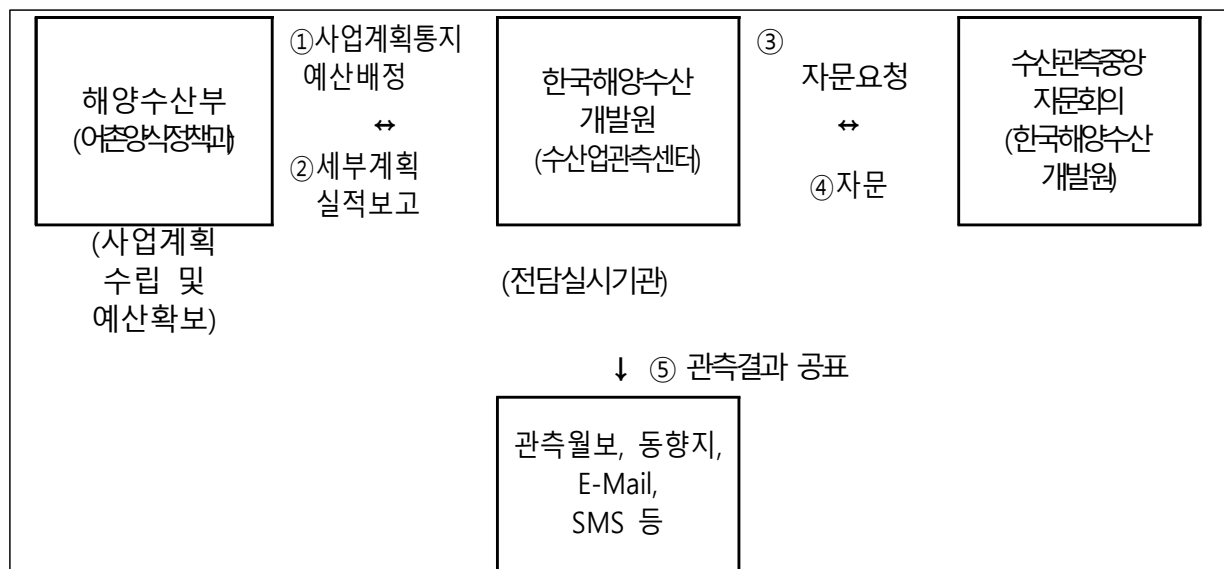 해양수산부
(어촌양식정책과)
(사업계획
수립 및
예산확보)
①사업계획통지
예산배정
↔
②세부계획
실적보고
한국해양수산
개발원
(수산업관측센터)
(전담실시기관)
③
자문요청
↔
④자문
수산관측중앙
자문회의
(한국해양수산
개발원)
↓ ⑤ 관측결과 공표
관측월보, 동향지,
E-Mail,
SMS 등